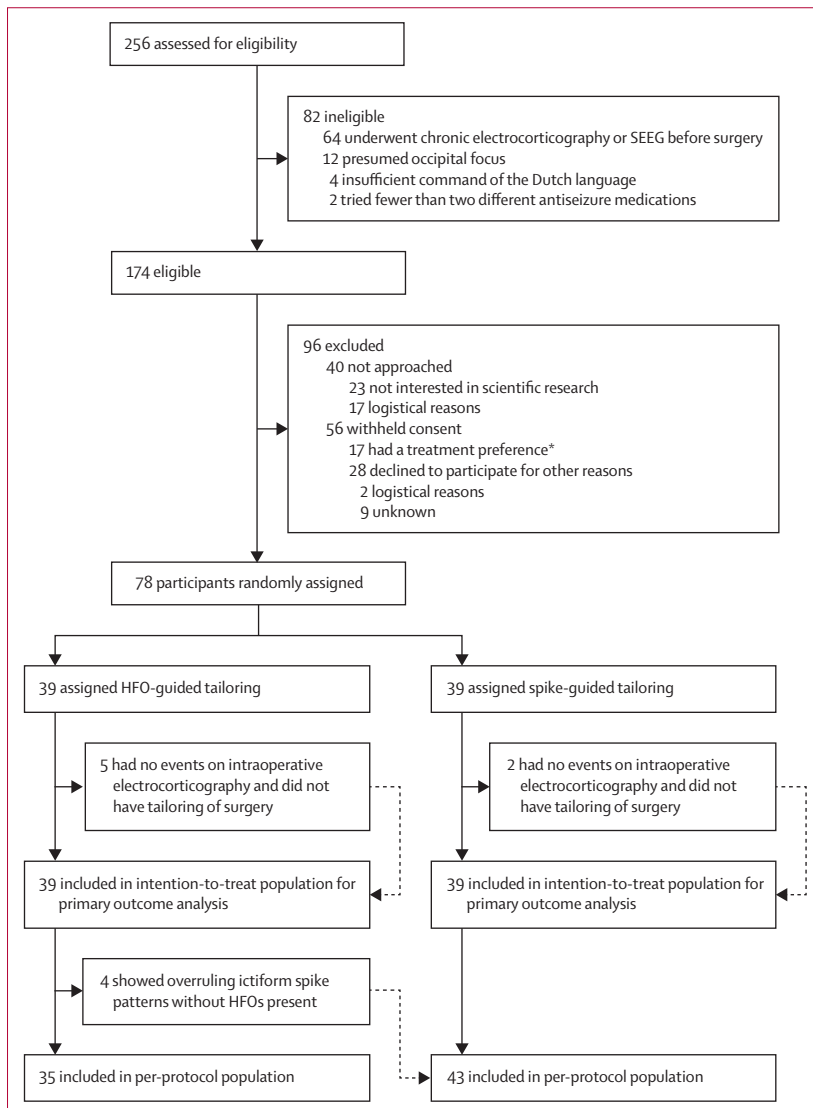 256 assessed for eligibility
82 ineligible
64 underwent chronic electrocorticography or SEEG before surgery
12 presumed occipital focus
4 insufficient command of the Dutch language
2 tried fewer than two different antiseizure medications
174 eligible
96 excluded
40 not approached
23 not interested in scientific research
17 logistical reasons
56 withheld consent
17 had a treatment preference*
28 declined to participate for other reasons
2 logistical reasons
9 unknown
78 participants randomly assigned
39 assigned HFO-guided tailoring
39 assigned spike-guided tailoring
5 had no events on intraoperative
electrocorticography and did not
have tailoring of surgery
2 had no events on intraoperative
electrocorticography and did not
have tailoring of surgery
39 included in intention-to-treat population for
primary outcome analysis
39 included in intention-to-treat population for
primary outcome analysis
4 showed overruling ictiform spike
patterns without HFOs present
35 included in per-protocol population
43 included in per-protocol population